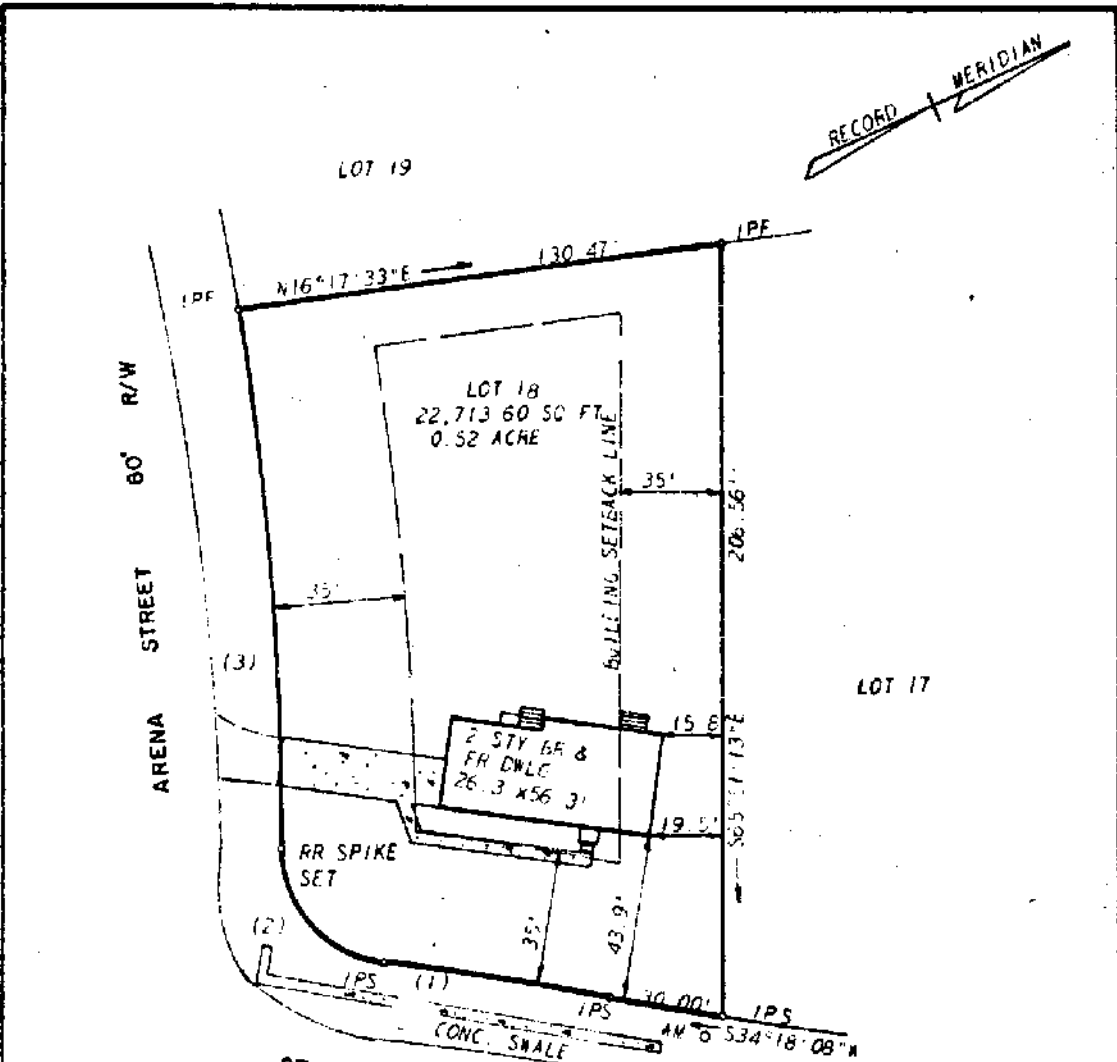 RECORD MERIDIAN
LOT 19
IPF
N16°17'33"E
130.47'
IPF
ARENA STREET 80' R/W
LOT 18
22,713.60 SQ FT
0.52 ACRE
BUILDING SETBACK LINE
35'
206.56'
35'
(3)
LOT 17
2 STY BR &
FR DWLG
26.3'x56.3'
15.8
19.5'
RR SPIKE
SET
35'
43.9'
(2)
IPS
(1)
IPS
30.00'
IPS
S34°18'08"W
CONC. SWALE